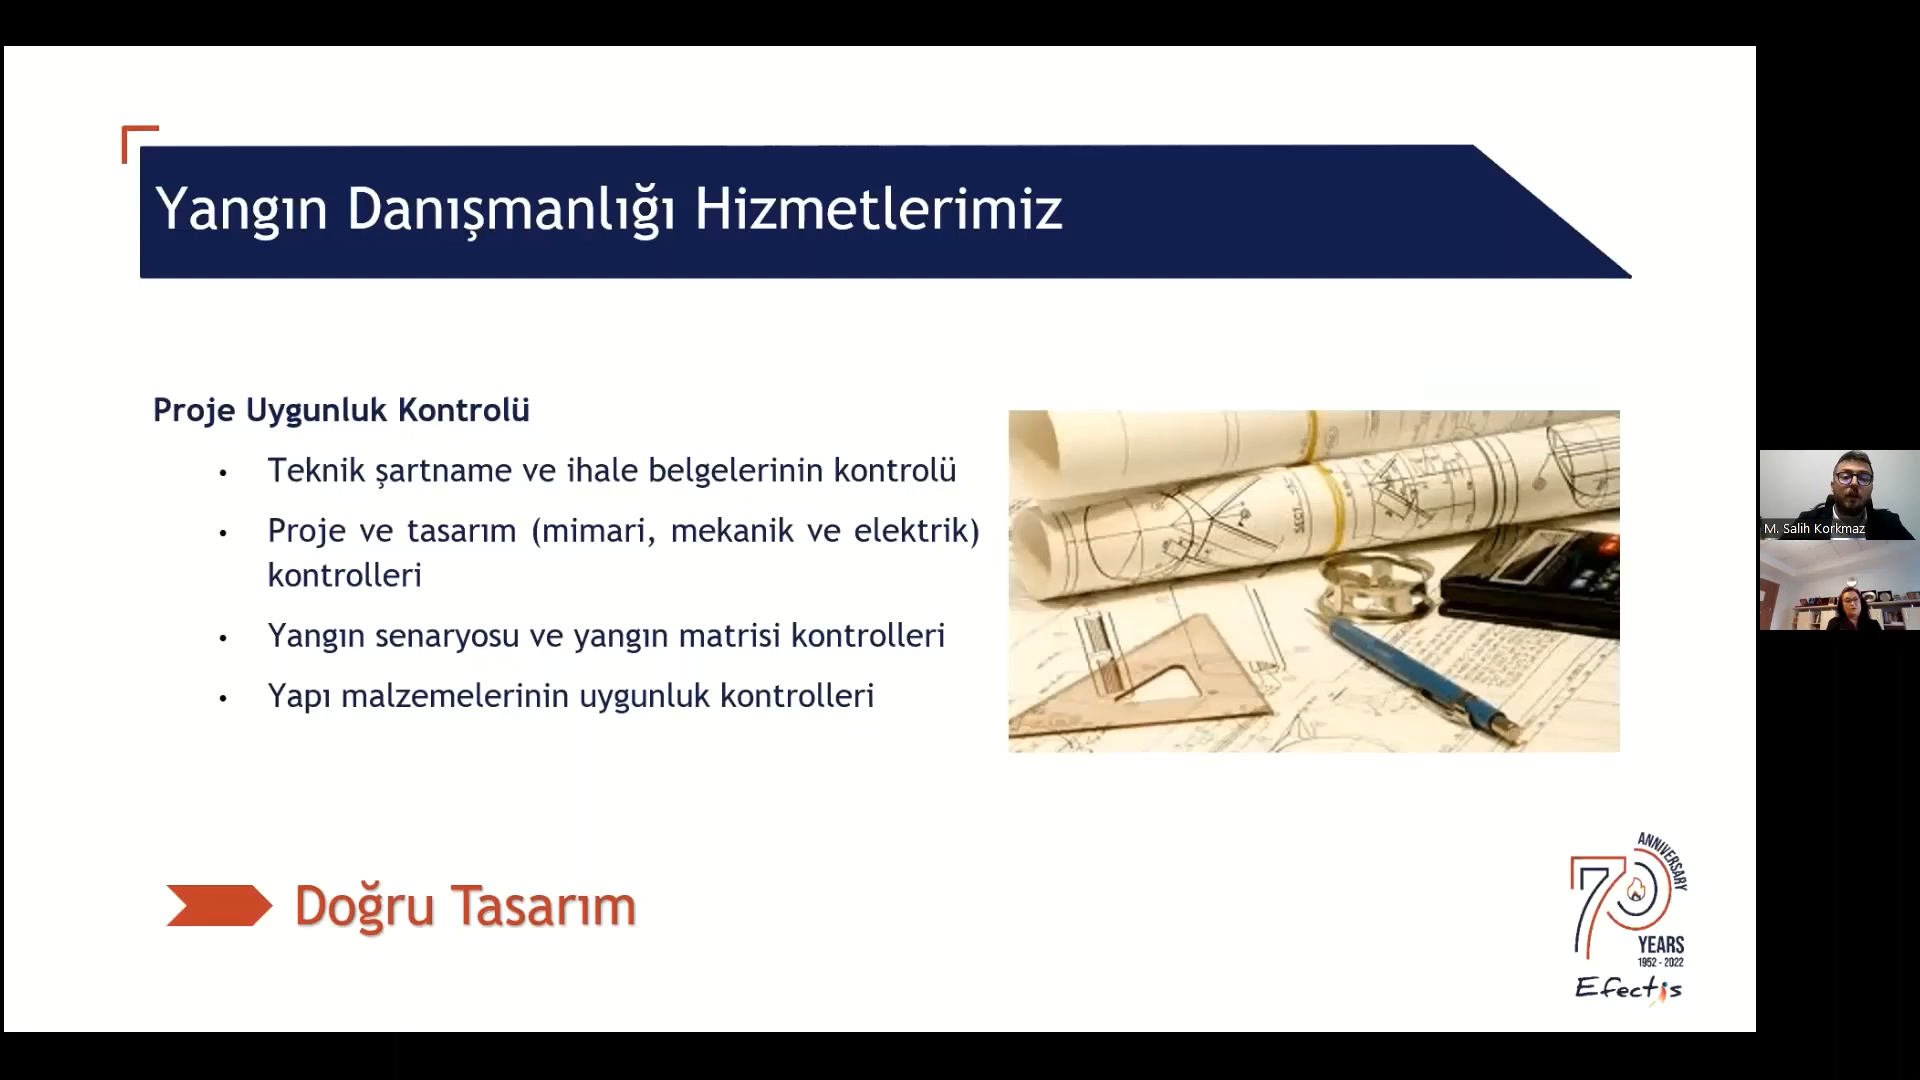 Yangın Danışmanlığı Hizmetlerimiz
Proje Uygunluk Kontrolü
• Teknik şartname ve ihale belgelerinin kontrolü
• Proje ve tasarım (mimari, mekanik ve elektrik)
kontrolleri
• Yangın senaryosu ve yangın matrisi kontrolleri
• Yapı malzemelerinin uygunluk kontrolleri
Doğru Tasarım
70
ANNIVERSARY
YEARS
1952 - 2022
Efectis
M. Salih Korkmaz